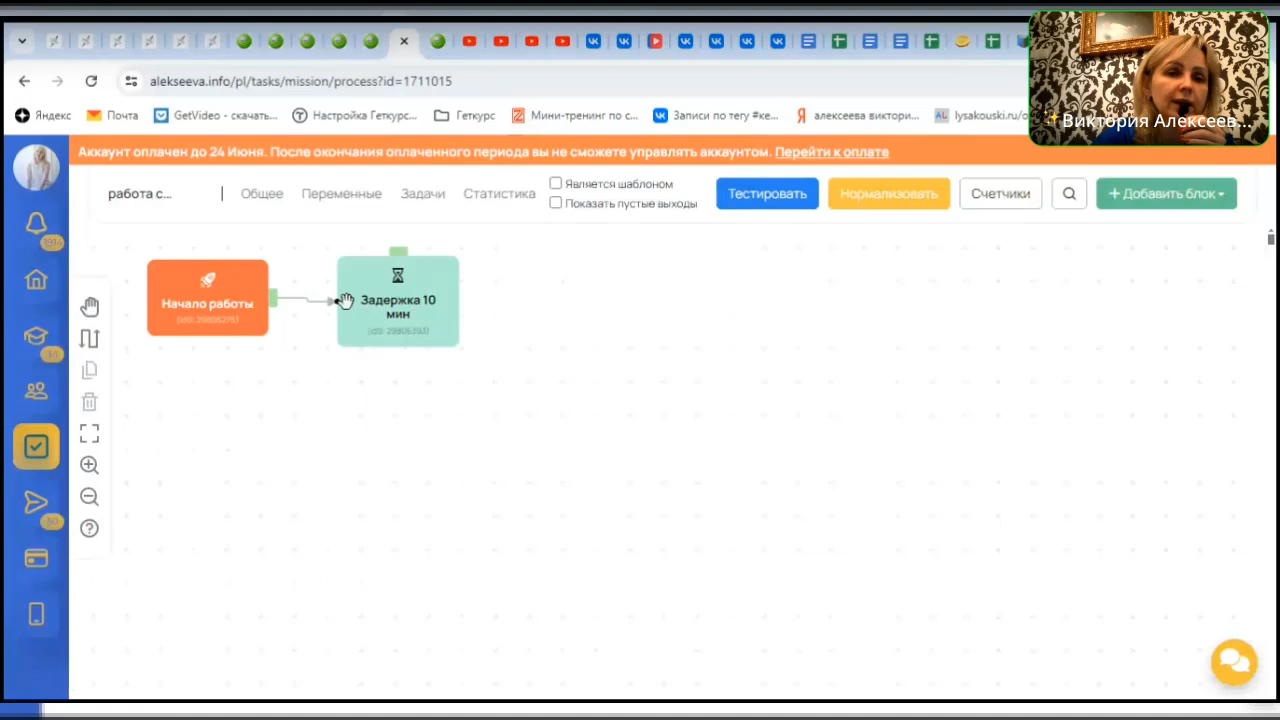 alekseeva.info/pl/tasks/mission/process?id=1711015
Яндекс
Почта
GetVideo - скачать...
Настройка Геткурс...
Геткурс
Мини-тренинг по с...
Записи по тегу #ке...
алексеева виктори...
lysakouski.ru/o
Виктория Алексеев...
Аккаунт оплачен до 24 Июня. После окончания оплаченного периода вы не сможете управлять аккаунтом. Перейти к оплате
работа с...
Общее
Переменные
Задачи
Статистика
Является шаблоном
Показать пустые выходы
Тестировать
Нормализовать
Счетчики
+ Добавить блок
Начало работы
Задержка 10
мин